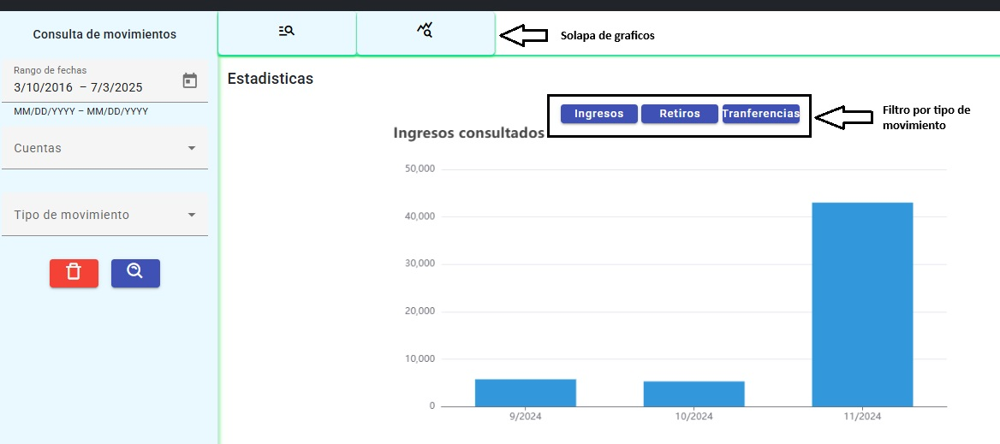 Consulta de movimientos
Solapa de graficos
Rango de fechas
3/10/2016 – 7/3/2025
MM/DD/YYYY – MM/DD/YYYY
Cuentas
Tipo de movimiento
Estadisticas
Ingresos Retiros Tranferencias
Filtro por tipo de
movimiento
Ingresos consultados
50,000
40,000
30,000
20,000
10,000
0
9/2024 10/2024 11/2024